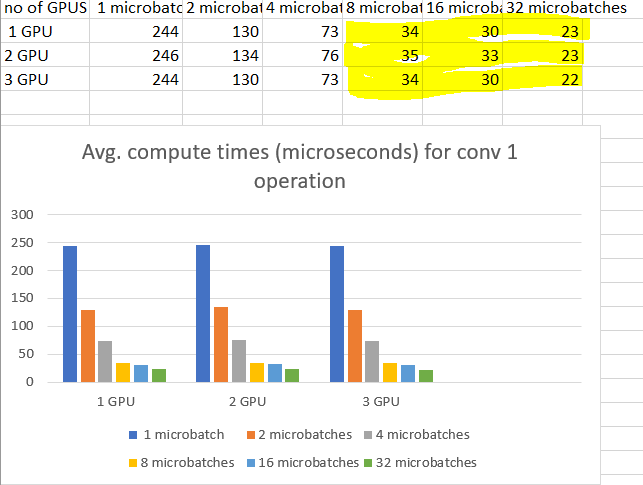 no of GPUS 1 microbatc 2 microbatc 4 microbat 8 microbat 16 microba 32 microbatches
1 GPU 244 130 73 34 30 23
2 GPU 246 134 76 35 33 23
3 GPU 244 130 73 34 30 22
Avg. compute times (microseconds) for conv 1
operation
300
250
200
150
100
50
0
1 GPU 2 GPU 3 GPU
1 microbatch 2 microbatches 4 microbatches
8 microbatches 16 microbatches 32 microbatches